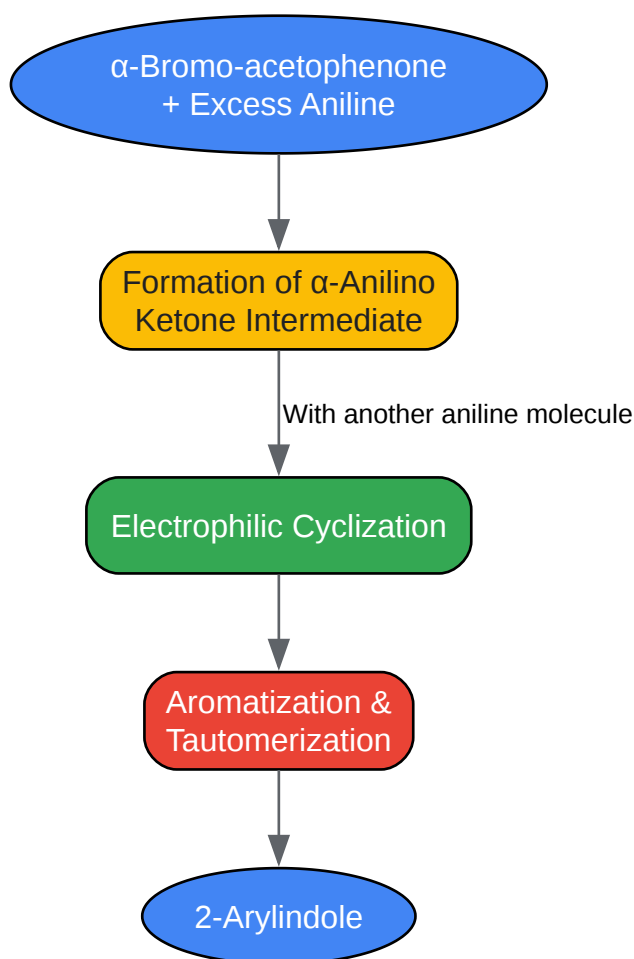 α-Bromo-acetophenone
+ Excess Aniline
Formation of α-Anilino
Ketone Intermediate
With another aniline molecule
Electrophilic Cyclization
Aromatization &
Tautomerization
2-Arylindole